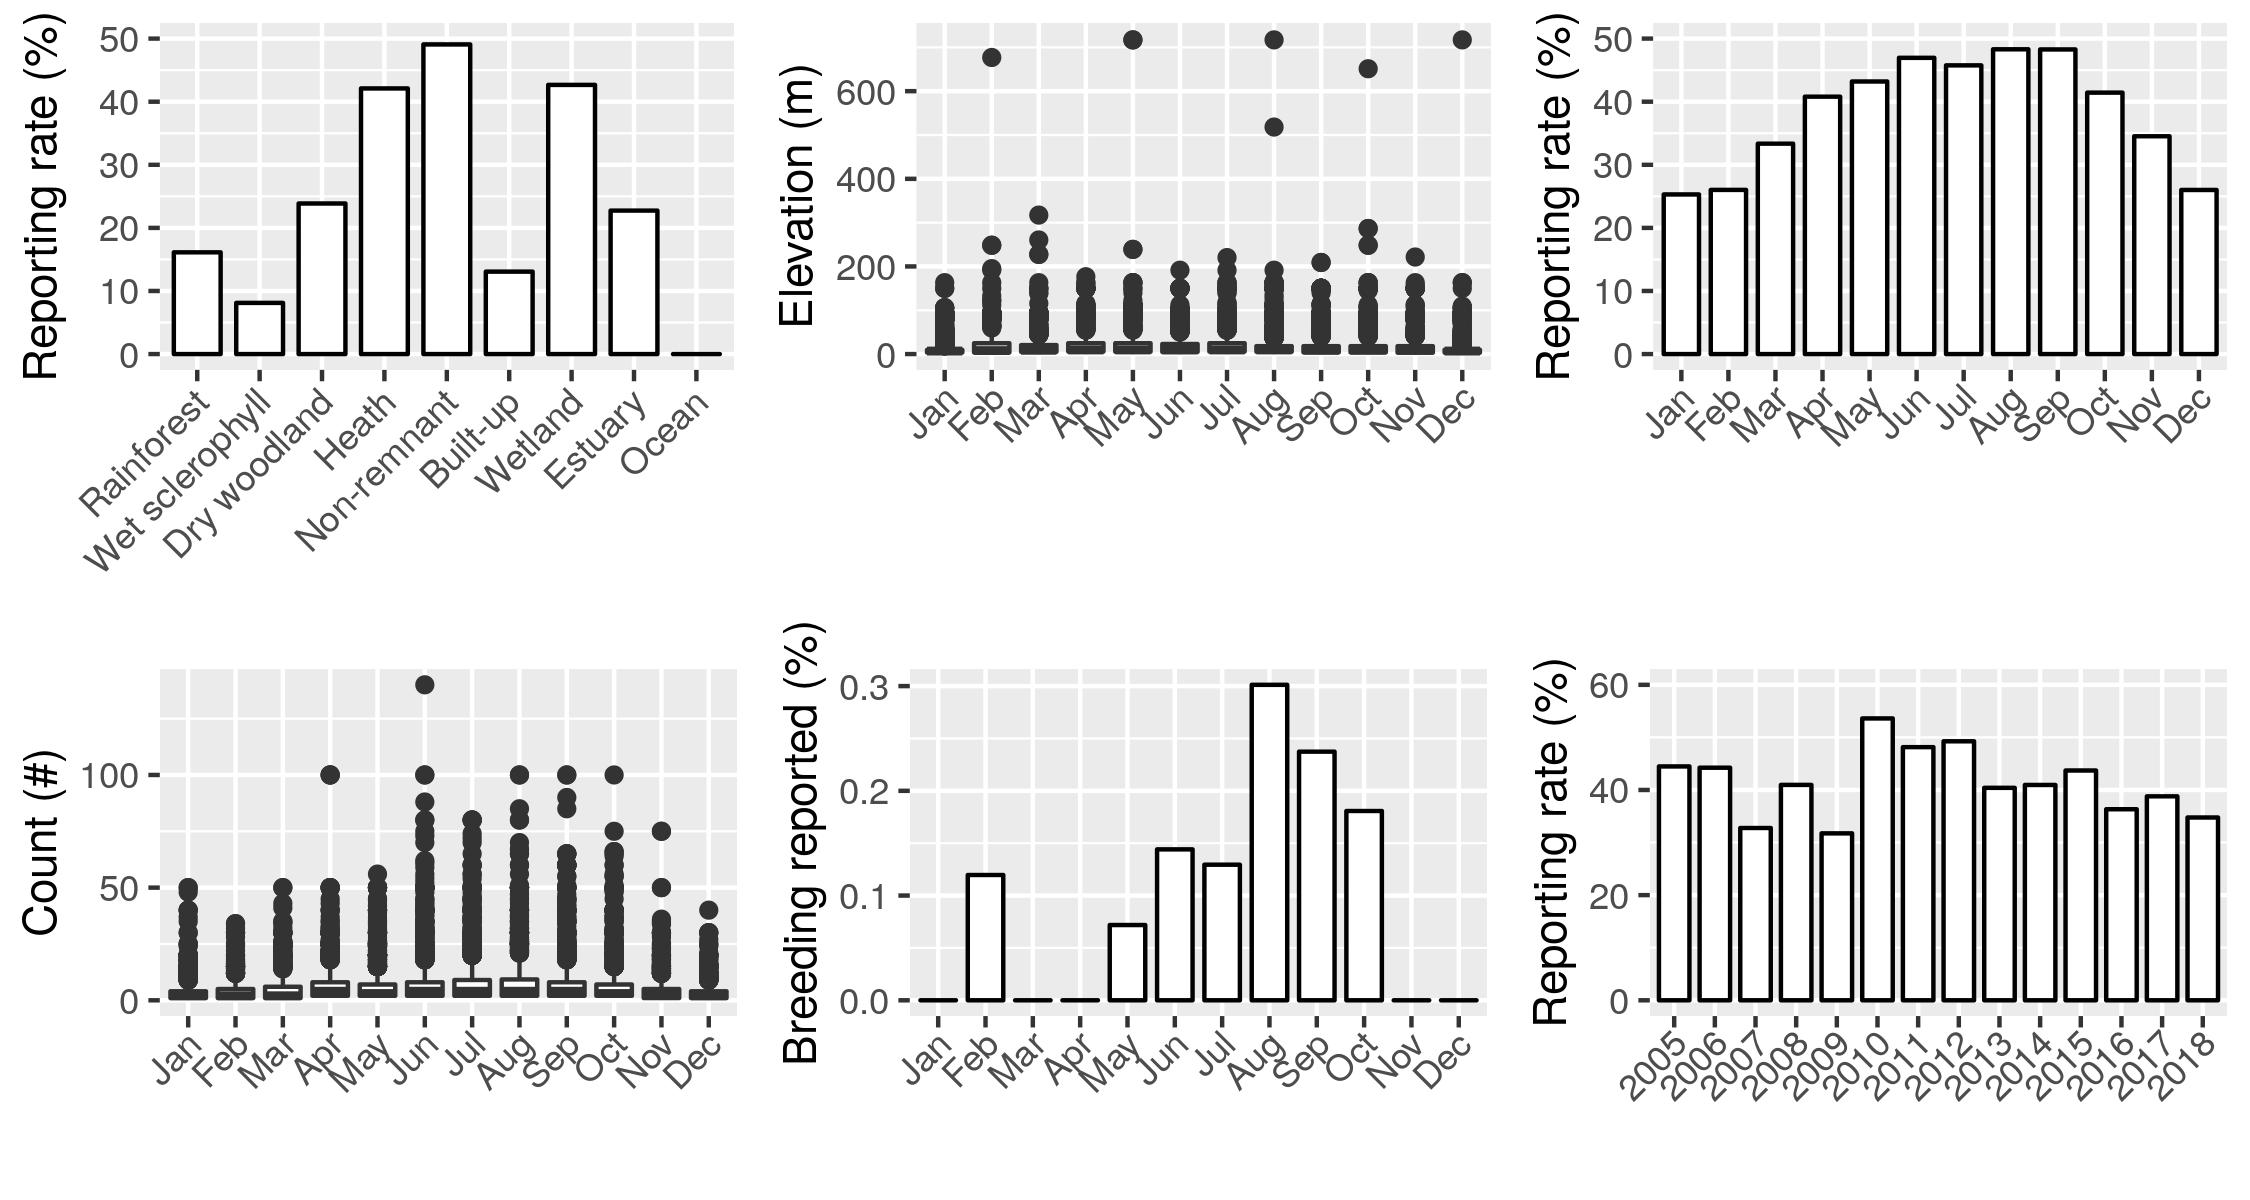 Reporting rate (%)
50
40
30
20
10
0
Rainforest
Wet sclerophyll
Dry woodland
Heath
Non-remnant
Built-up
Wetland
Estuary
Ocean
Elevation (m)
600
400
200
0
Jan
Feb
Mar
Apr
May
Jun
Jul
Aug
Sep
Oct
Nov
Dec
Reporting rate (%)
50
40
30
20
10
0
Jan
Feb
Mar
Apr
May
Jun
Jul
Aug
Sep
Oct
Nov
Dec
Count (#)
100
50
0
Jan
Feb
Mar
Apr
May
Jun
Jul
Aug
Sep
Oct
Nov
Dec
Breeding reported (%)
0.3
0.2
0.1
0.0
Jan
Feb
Mar
Apr
May
Jun
Jul
Aug
Sep
Oct
Nov
Dec
Reporting rate (%)
60
40
20
0
2005
2006
2007
2008
2009
2010
2011
2012
2013
2014
2015
2016
2017
2018